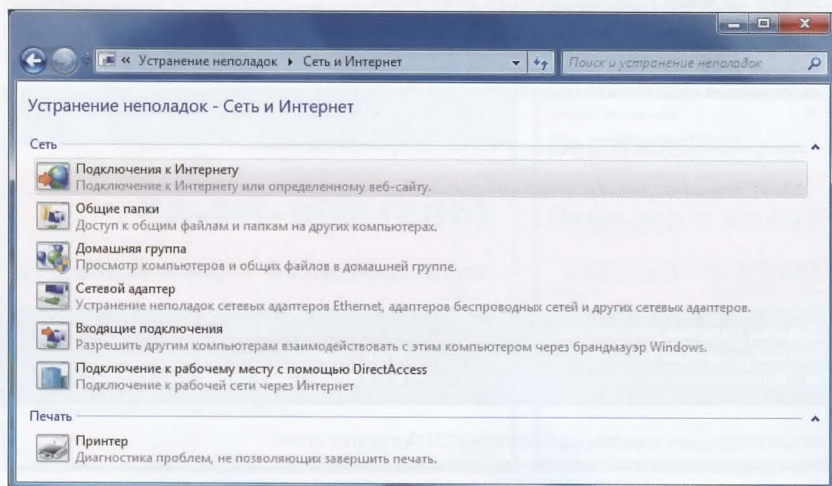 « Устранение неполадок ▸ Сеть и Интернет
Поиск и устранение неполадок
Устранение неполадок - Сеть и Интернет
Сеть
Подключения к Интернету
Подключение к Интернету или определенному веб-сайту.
Общие папки
Доступ к общим файлам и папкам на других компьютерах.
Домашняя группа
Просмотр компьютеров и общих файлов в домашней группе.
Сетевой адаптер
Устранение неполадок сетевых адаптеров Ethernet, адаптеров беспроводных сетей и других сетевых адаптеров.
Входящие подключения
Разрешить другим компьютерам взаимодействовать с этим компьютером через брандмауэр Windows.
Подключение к рабочему месту с помощью DirectAccess
Подключение к рабочей сети через Интернет
Печать
Принтер
Диагностика проблем, не позволяющих завершить печать.